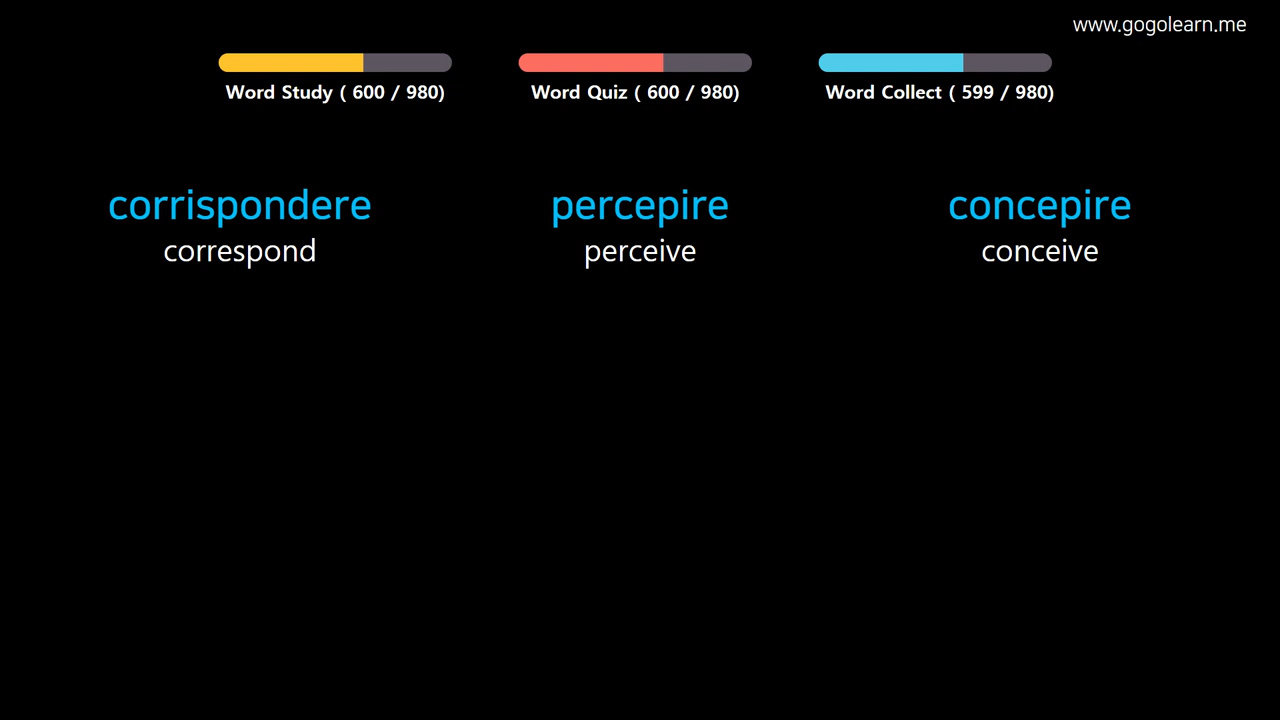 www.gogolearn.me
Word Study ( 600 / 980)
Word Quiz ( 600 / 980)
Word Collect ( 599 / 980)
corrispondere
correspond
percepire
perceive
concepire
conceive